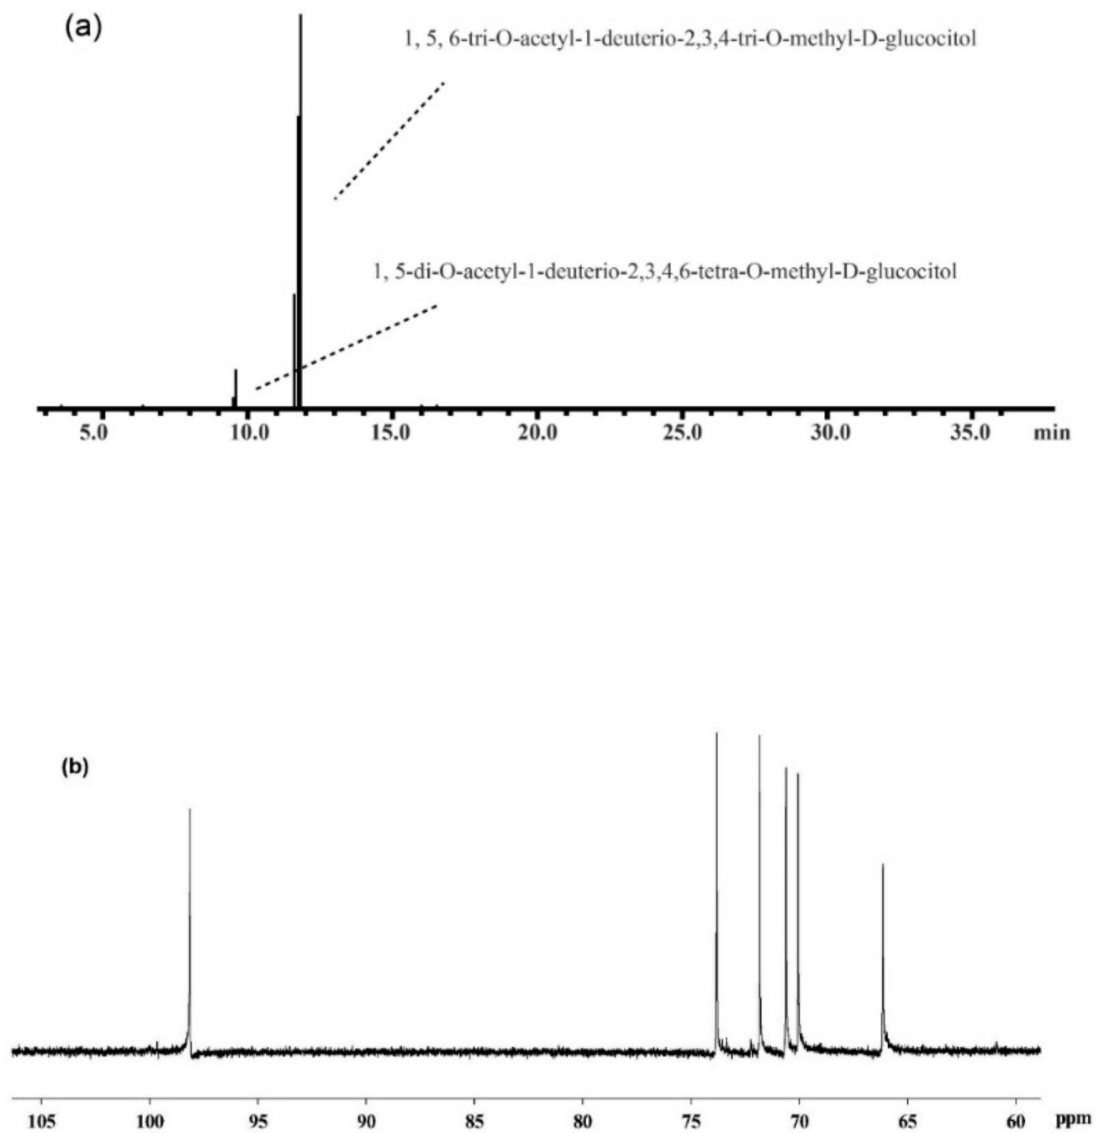 (a)
1, 5, 6-tri-O-acetyl-1-deuterio-2,3,4-tri-O-methyl-D-glucocitol
1, 5-di-O-acetyl-1-deuterio-2,3,4,6-tetra-O-methyl-D-glucocitol
5.0 10.0 15.0 20.0 25.0 30.0 35.0 min
(b)
105 100 95 90 85 80 75 70 65 60 ppm